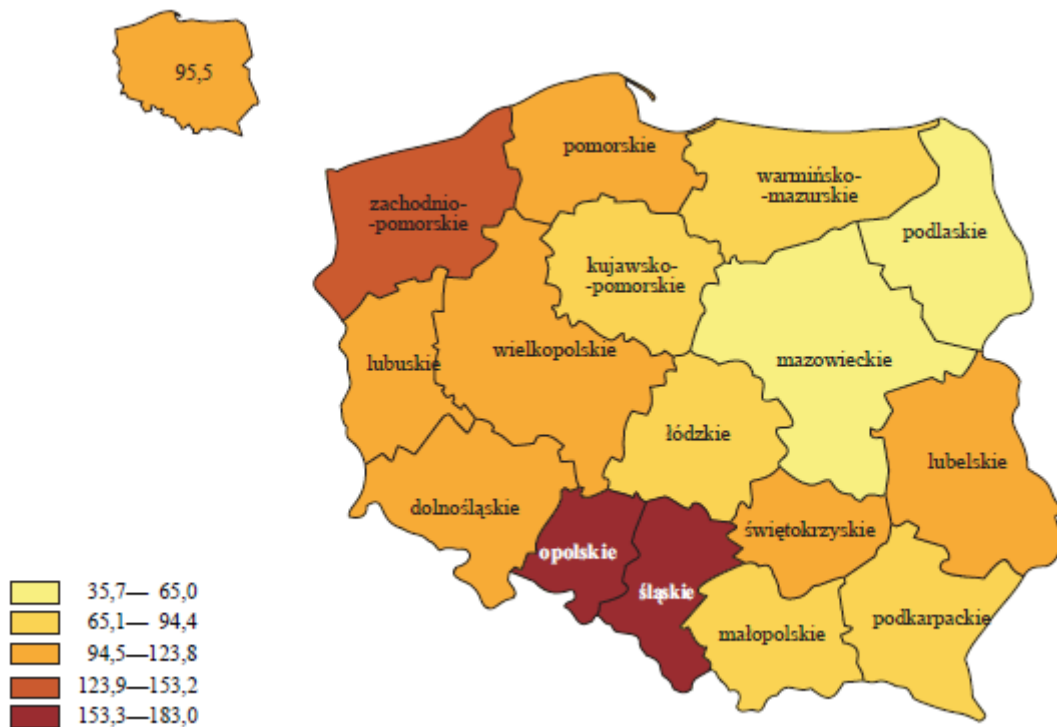 95,5
pomorskie
warmińsko-
-mazurskie
zachodnio-
-pomorskie
podlaskie
kujawsko-
-pomorskie
wielkopolskie
mazowieckie
lubuskie
łódzkie
lubelskie
dolnośląskie
świętokrzyskie
opolskie
śląskie
podkarpackie
małopolskie
35,7— 65,0
65,1— 94,4
94,5—123,8
123,9—153,2
153,3—183,0